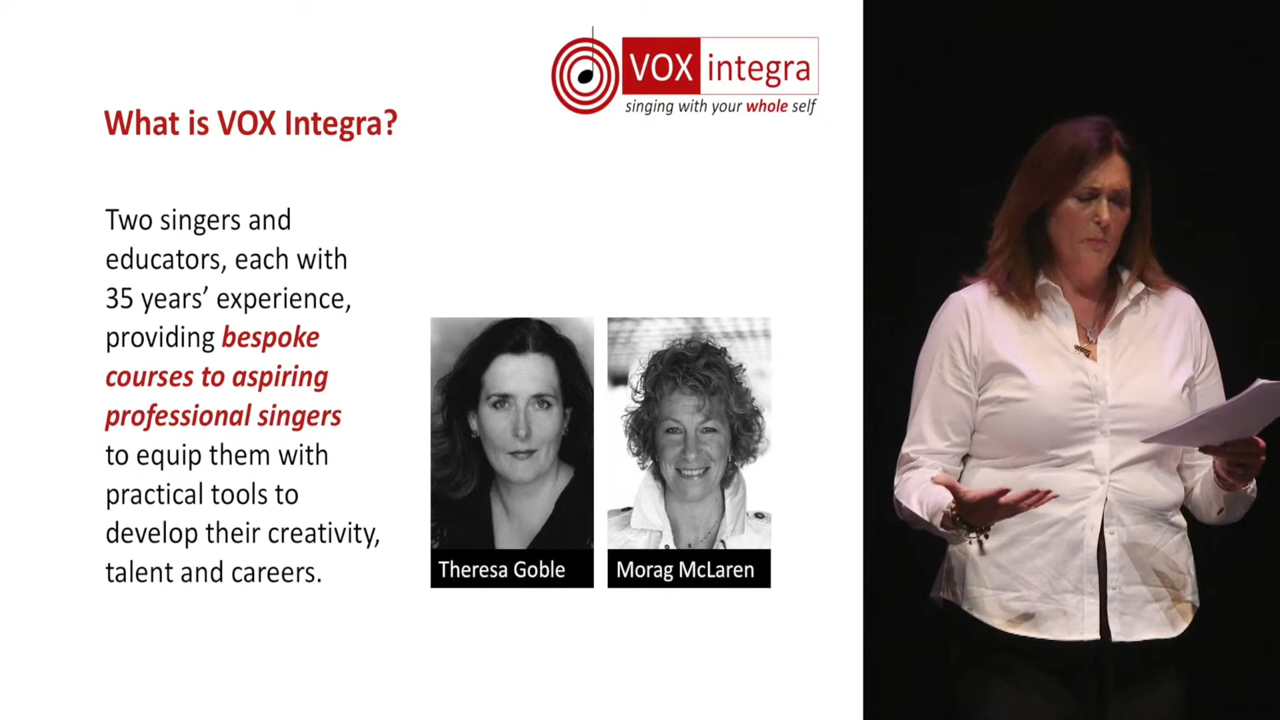 VOX integra
singing with your whole self
What is VOX Integra?
Two singers and
educators, each with
35 years’ experience,
providing bespoke
courses to aspiring
professional singers
to equip them with
practical tools to
develop their creativity,
talent and careers.
Theresa Goble
Morag McLaren